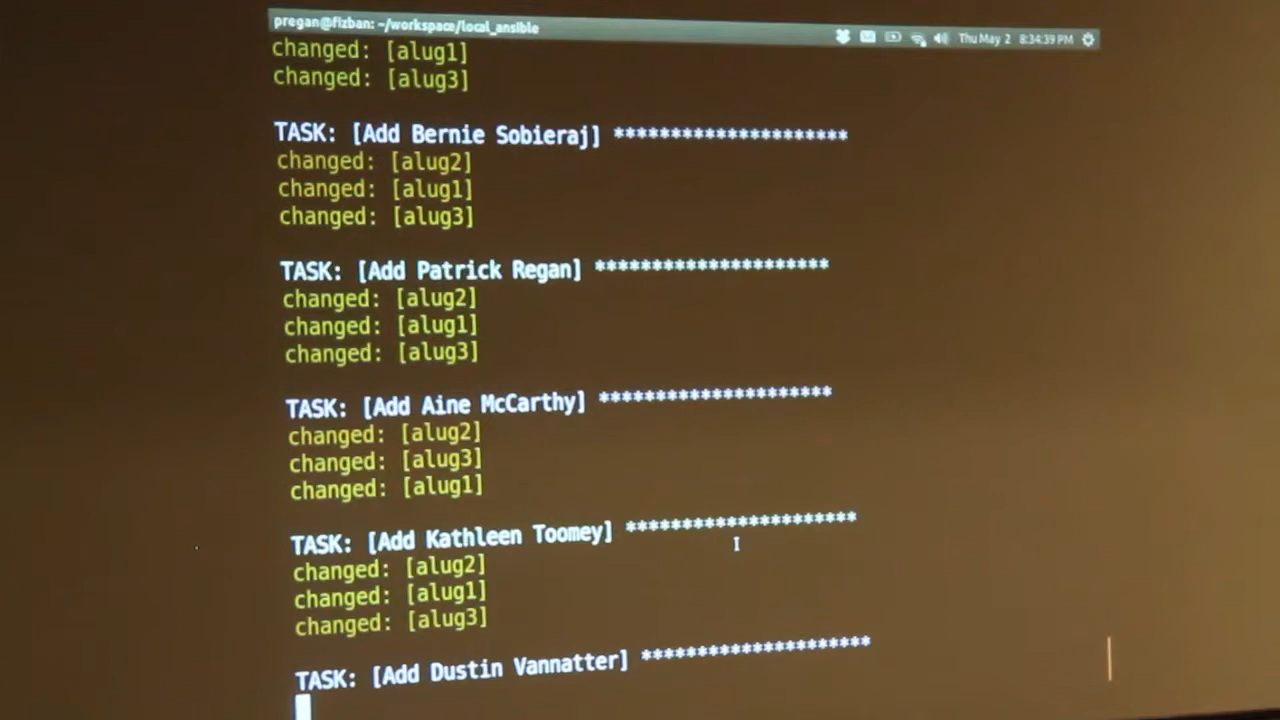 pregan@fizban: ~/workspace/local_ansible
Thu May 2 8:34:39 PM
changed: [alug1]
changed: [alug3]
TASK: [Add Bernie Sobieraj] *********************
changed: [alug2]
changed: [alug1]
changed: [alug3]
TASK: [Add Patrick Regan] *********************
changed: [alug2]
changed: [alug1]
changed: [alug3]
TASK: [Add Aine McCarthy] *********************
changed: [alug2]
changed: [alug3]
changed: [alug1]
TASK: [Add Kathleen Toomey] *********************
changed: [alug2]
changed: [alug1]
changed: [alug3]
TASK: [Add Dustin Vannatter] *********************